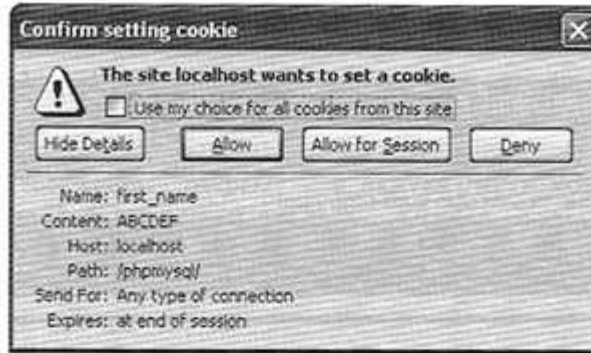 Confirm setting cookie
The site localhost wants to set a cookie.
Use my choice for all cookies from this site
Hide Details Allow Allow for Session Deny
Name: first_name
Content: ABCDEF
Host: localhost
Path: /phpmysql/
Send For: Any type of connection
Expires: at end of session